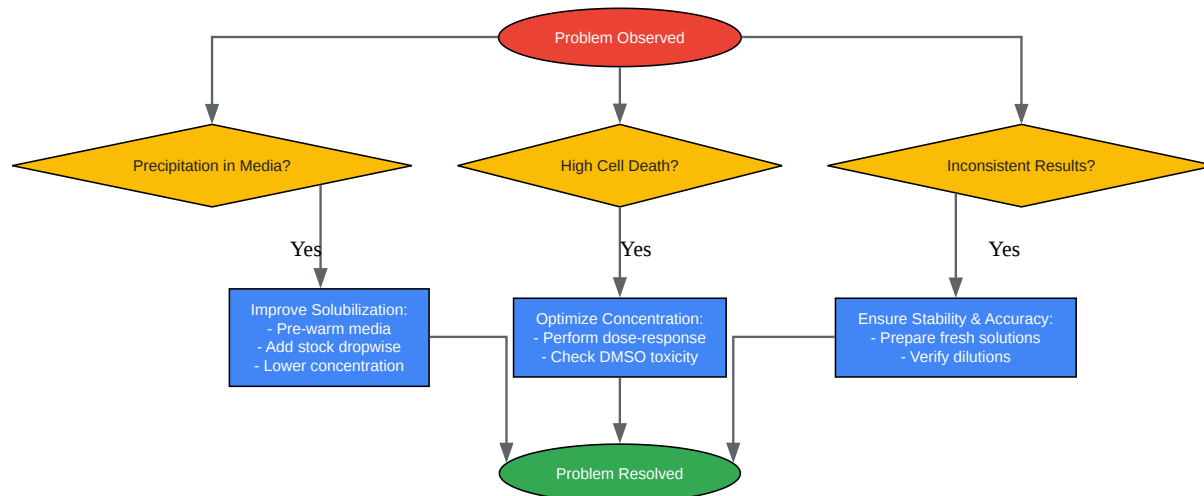 Problem Observed
Precipitation in Media?
High Cell Death?
Inconsistent Results?
Yes
Yes
Yes
Improve Solubilization:
- Pre-warm media
- Add stock dropwise
- Lower concentration
Optimize Concentration:
- Perform dose-response
- Check DMSO toxicity
Ensure Stability & Accuracy:
- Prepare fresh solutions
- Verify dilutions
Problem Resolved